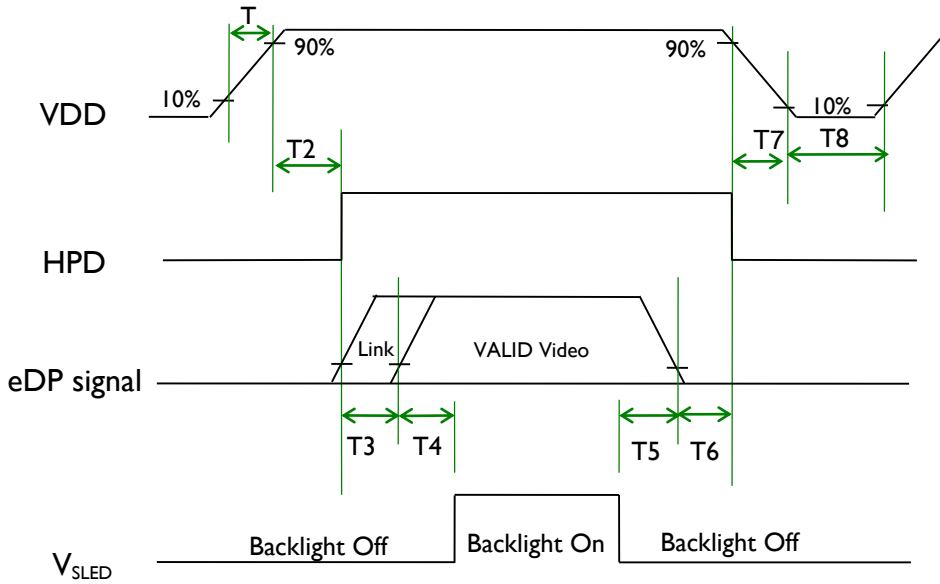 T
90%
90%
10%
10%
VDD
T2
T7
T8
HPD
Link
VALID Video
eDP signal
T3
T4
T5
T6
Backlight Off
Backlight On
Backlight Off
VSLED